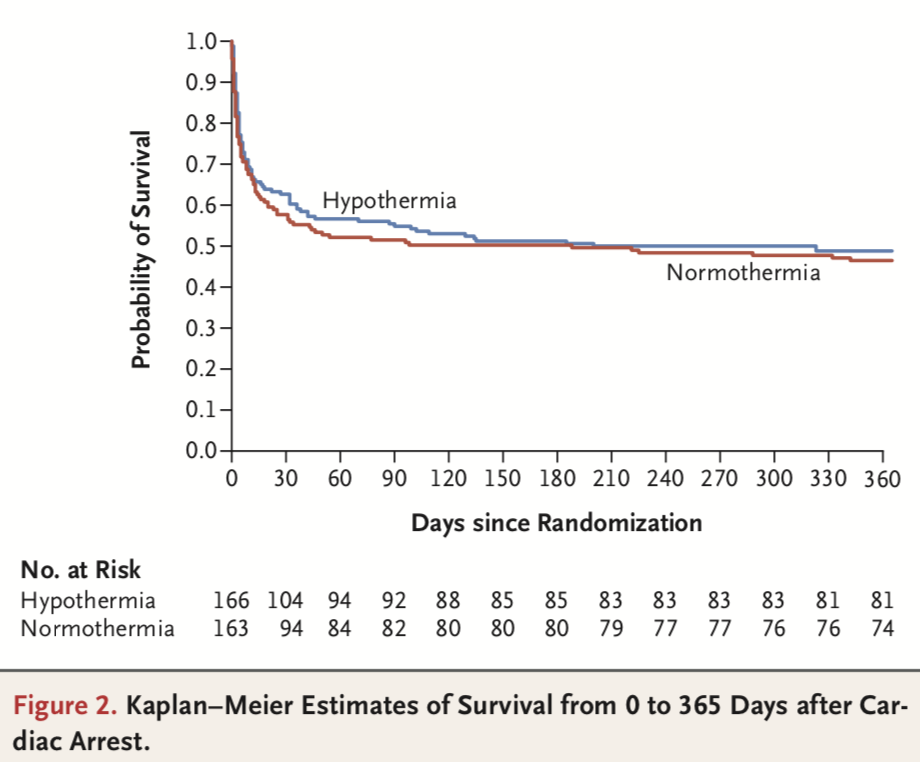 1.0
0.9
0.8
0.7
0.6
0.5
0.4
0.3
0.2
0.1
0.0
Probability of Survival
Hypothermia
Normothermia
0 30 60 90 120 150 180 210 240 270 300 330 360
Days since Randomization
No. at Risk
Hypothermia 166 104 94 92 88 85 85 83 83 83 83 81 81
Normothermia 163 94 84 82 80 80 80 79 77 77 76 76 74
Figure 2. Kaplan–Meier Estimates of Survival from 0 to 365 Days after Car-
diac Arrest.